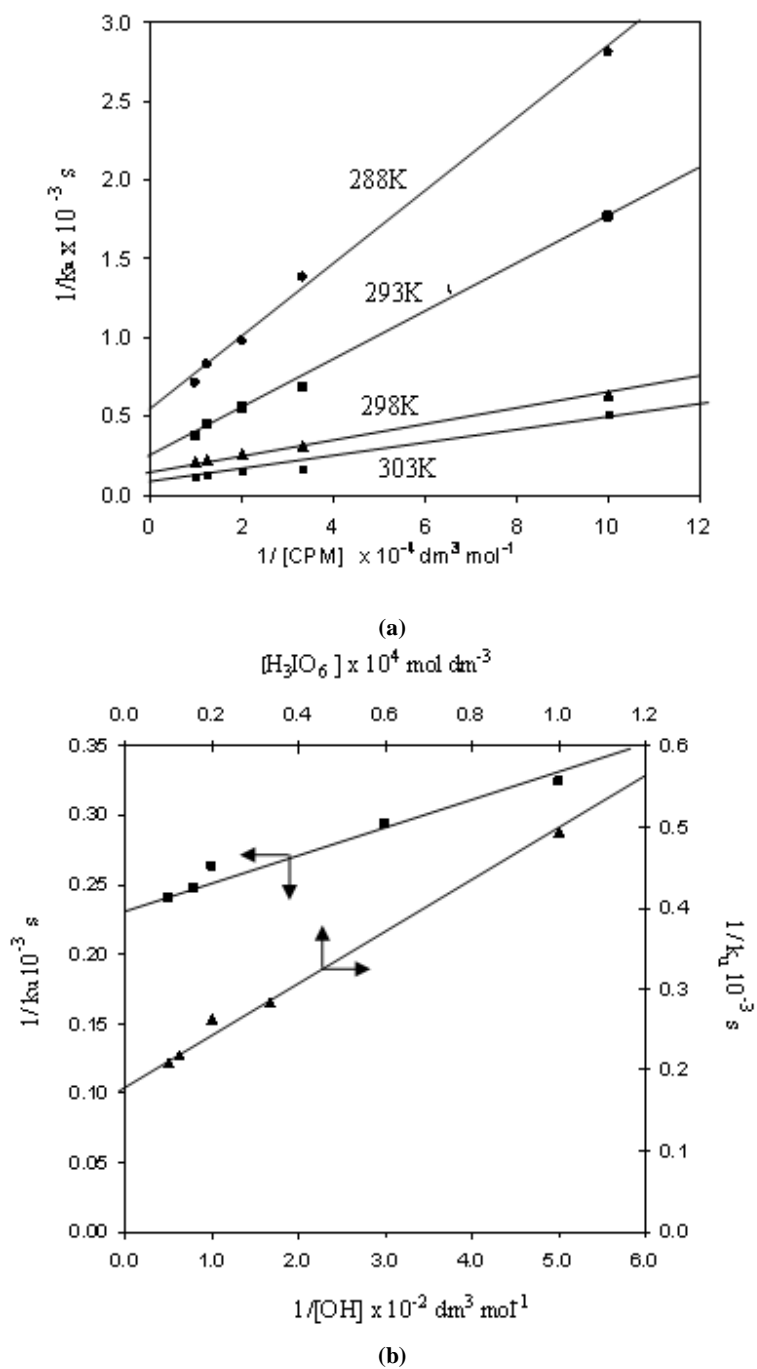 3.0
2.5
2.0
1.5
1.0
0.5
0.0
1/ku x 10 -3 s
288K
293K
298K
303K
0 2 4 6 8 10 12
1/ [CPM] x 10-4 dm3 mol-1
(a)
[H3IO6 ] x 104 mol dm-3
0.0 0.2 0.4 0.6 0.8 1.0 1.2
0.35
0.30
0.25
0.20
0.15
0.10
0.05
0.00
1/ku10-3 s
0.6
0.5
0.4
0.3
0.2
0.1
0.0
1/ku 10-3 s
0.0 1.0 2.0 3.0 4.0 5.0 6.0
1/[OH] x 10-2 dm3 mol-1
(b)